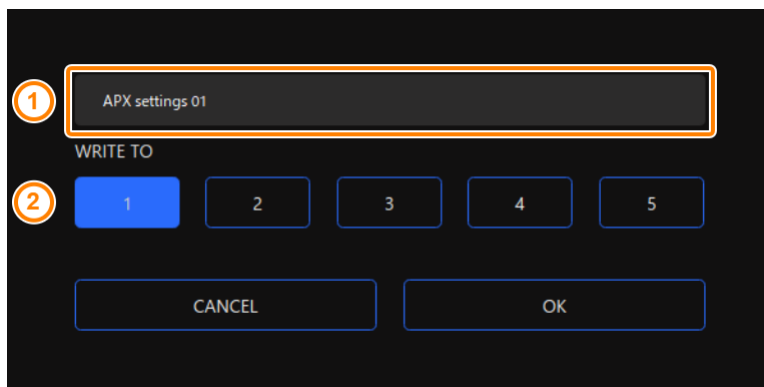 1
APX settings 01
WRITE TO
2
1 2 3 4 5
CANCEL OK